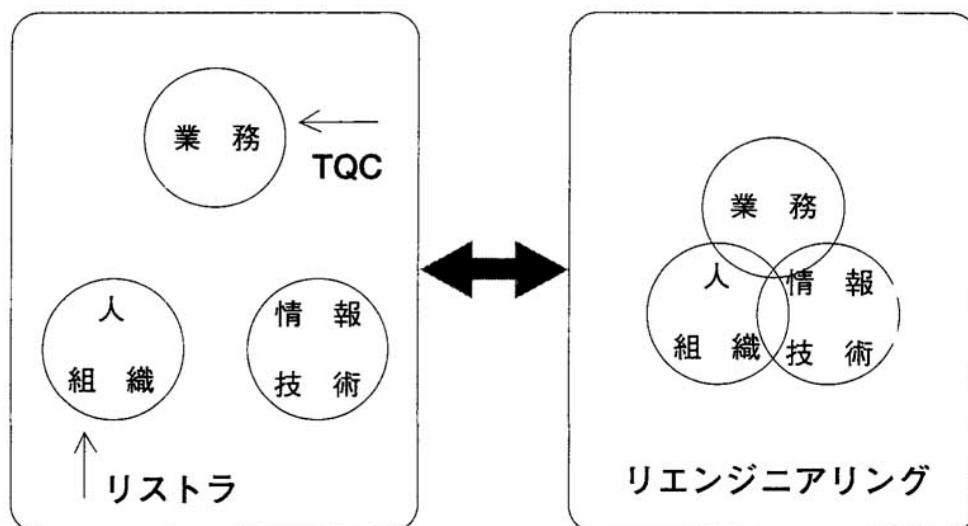 業 務
TQC
人
組 織
情 報
技 術
リストラ
業 務
人
組 織
情 報
技 術
リエンジニアリング